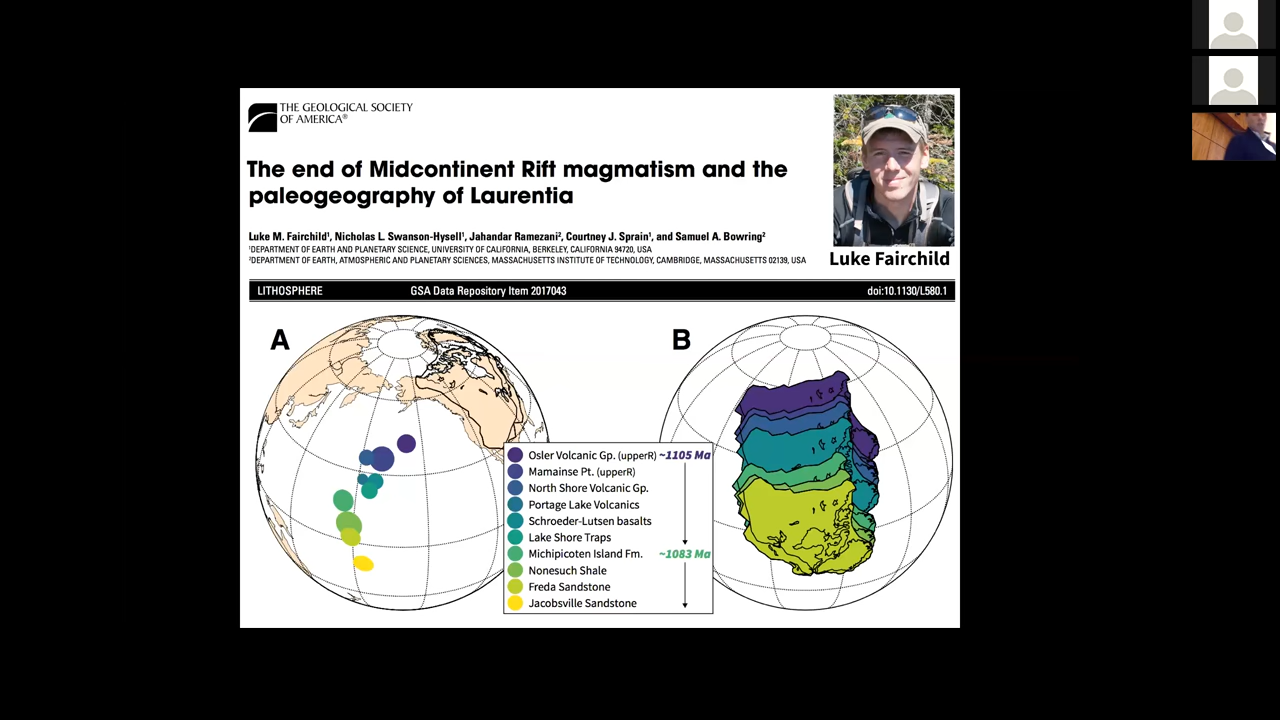 THE GEOLOGICAL SOCIETY
OF AMERICA®
The end of Midcontinent Rift magmatism and the
paleogeography of Laurentia
Luke M. Fairchild¹, Nicholas L. Swanson-Hysell¹, Jahandar Ramezani², Courtney J. Sprain¹, and Samuel A. Bowring²
¹DEPARTMENT OF EARTH AND PLANETARY SCIENCE, UNIVERSITY OF CALIFORNIA, BERKELEY, CALIFORNIA 94720, USA
²DEPARTMENT OF EARTH, ATMOSPHERIC AND PLANETARY SCIENCES, MASSACHUSETTS INSTITUTE OF TECHNOLOGY, CAMBRIDGE, MASSACHUSETTS 02139, USA
Luke Fairchild
LITHOSPHERE GSA Data Repository Item 2017043 doi:10.1130/L580.1
A
B
Osler Volcanic Gp. (upperR) ~1105 Ma
Mamainse Pt. (upperR)
North Shore Volcanic Gp.
Portage Lake Volcanics
Schroeder-Lutsen basalts
Lake Shore Traps
Michipicoten Island Fm. ~1083 Ma
Nonesuch Shale
Freda Sandstone
Jacobsville Sandstone